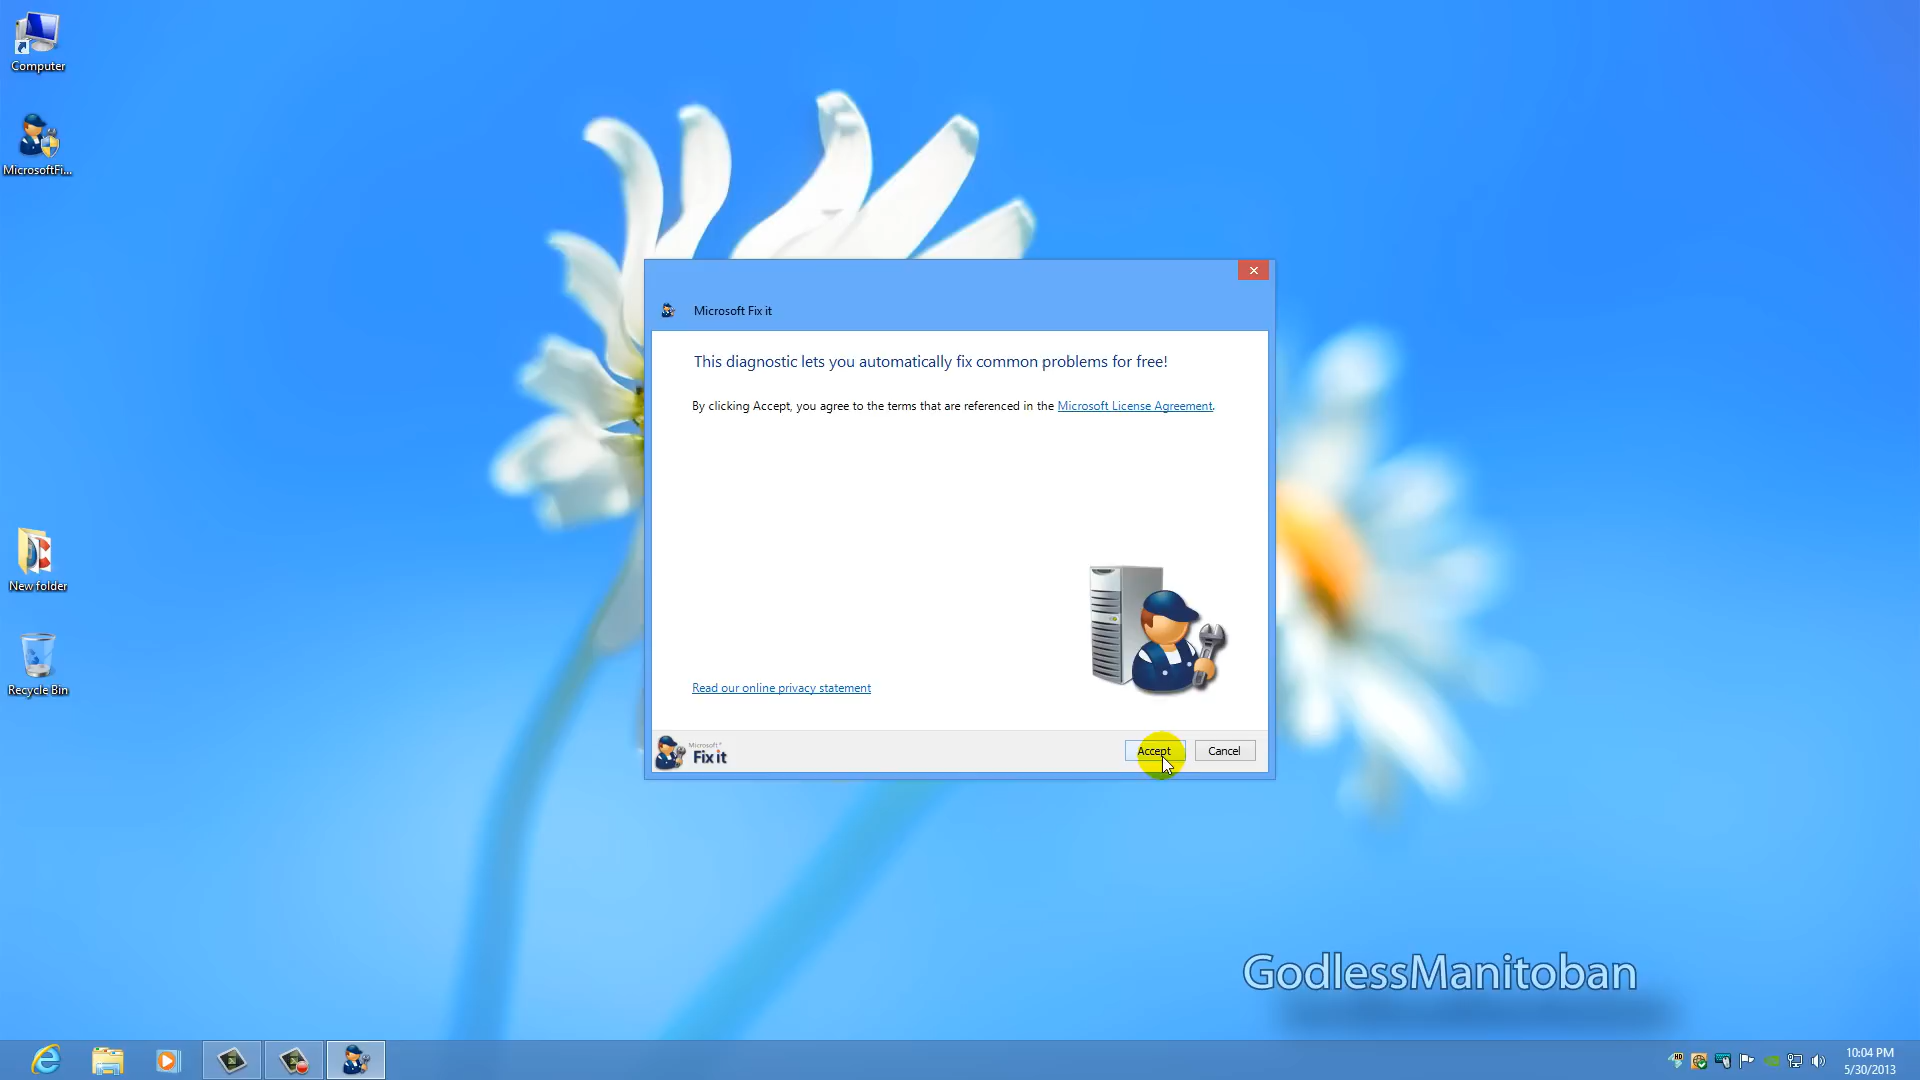 Computer
MicrosoftFi...
New folder
Recycle Bin
Microsoft Fix it
This diagnostic lets you automatically fix common problems for free!
By clicking Accept, you agree to the terms that are referenced in the Microsoft License Agreement.
Read our online privacy statement
Microsoft
Fix it
Accept
Cancel
GodlessManitoban
HD
10:04 PM
5/30/2013